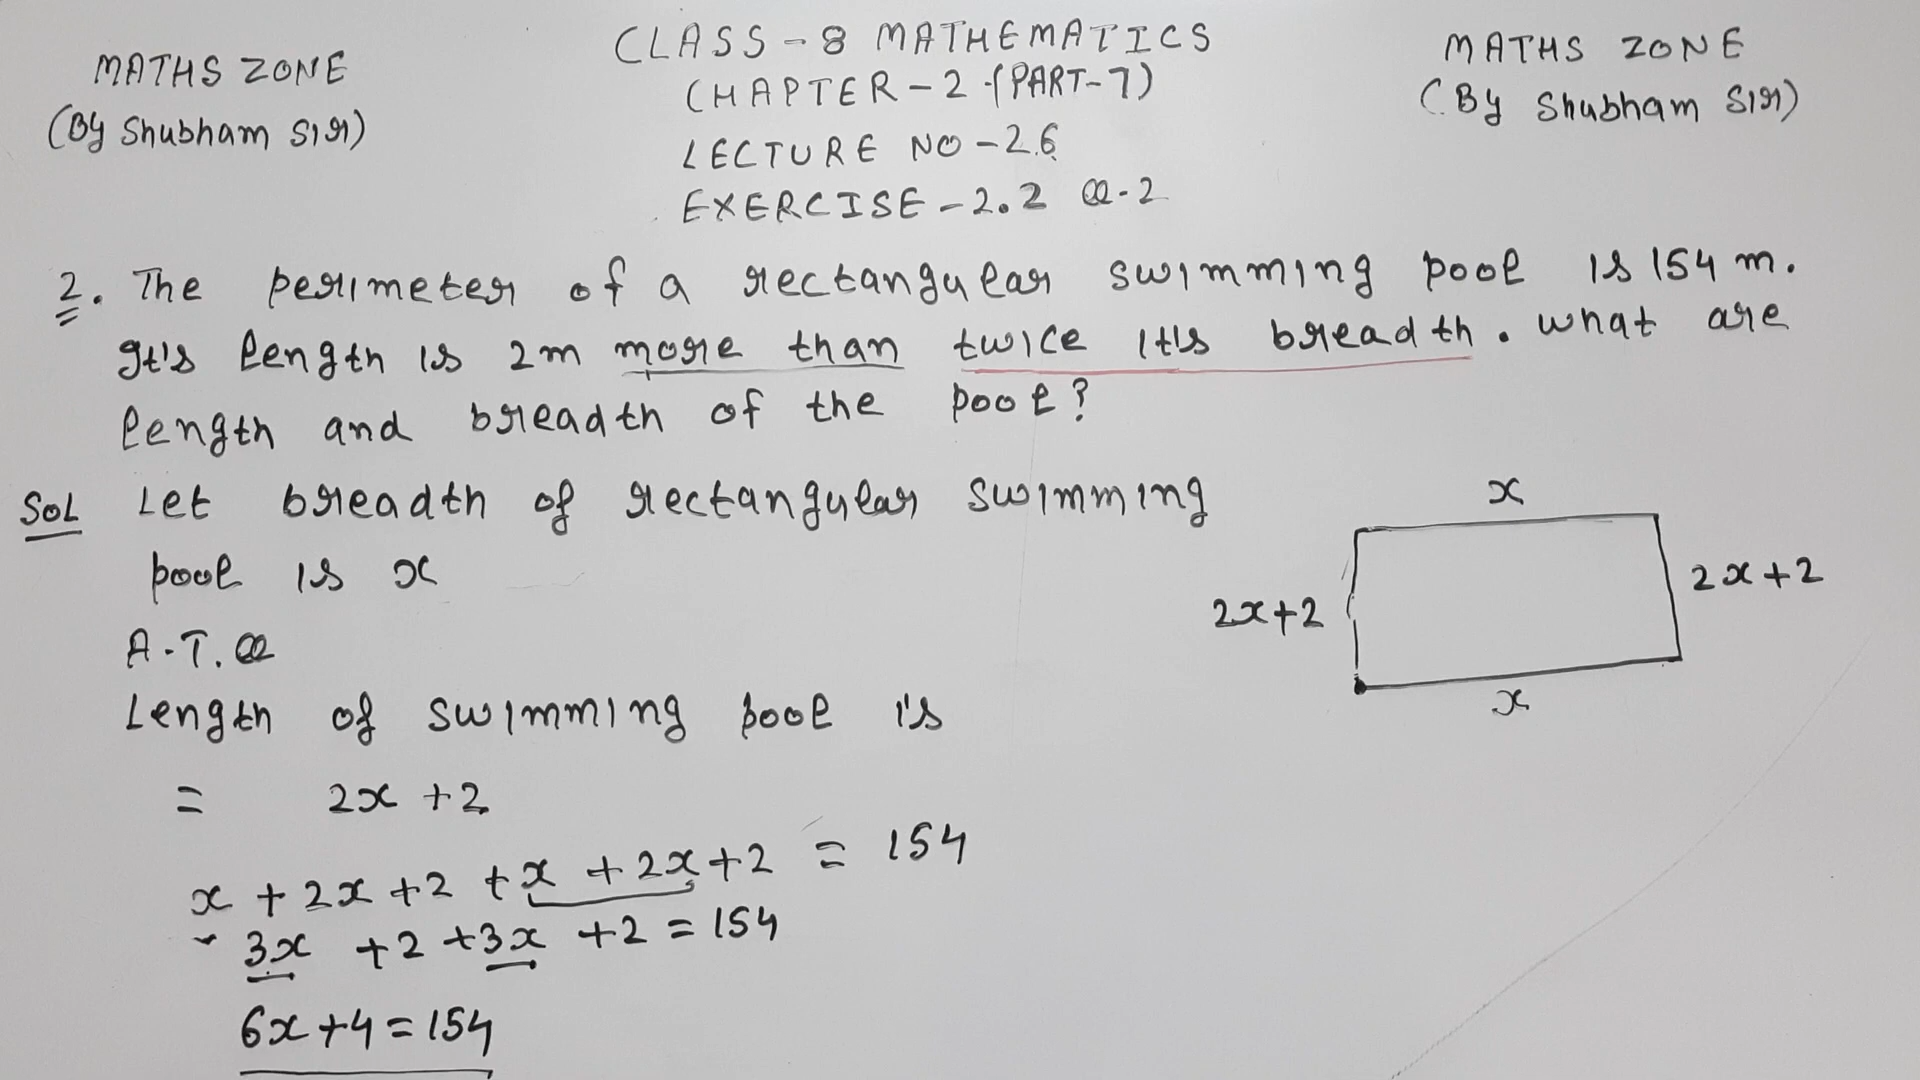 MATHS ZONE
(By Shubham Sir)
CLASS - 8 MATHEMATICS
CHAPTER - 2 (PART-7)
LECTURE NO - 26
EXERCISE - 2.2 Q-2
MATHS ZONE
(By Shubham Sir)
2. The perimeter of a rectangular swimming pool is 154 m.
It's length is 2m more than twice it's breadth. what are
length and breadth of the pool?
Sol Let breadth of rectangular swimming
pool is x
A.T.Q
Length of swimming pool is
= 2x + 2
x + 2x + 2 + x + 2x + 2 = 154
3x + 2 + 3x + 2 = 154
6x + 4 = 154
x
2x + 2
2x + 2
x